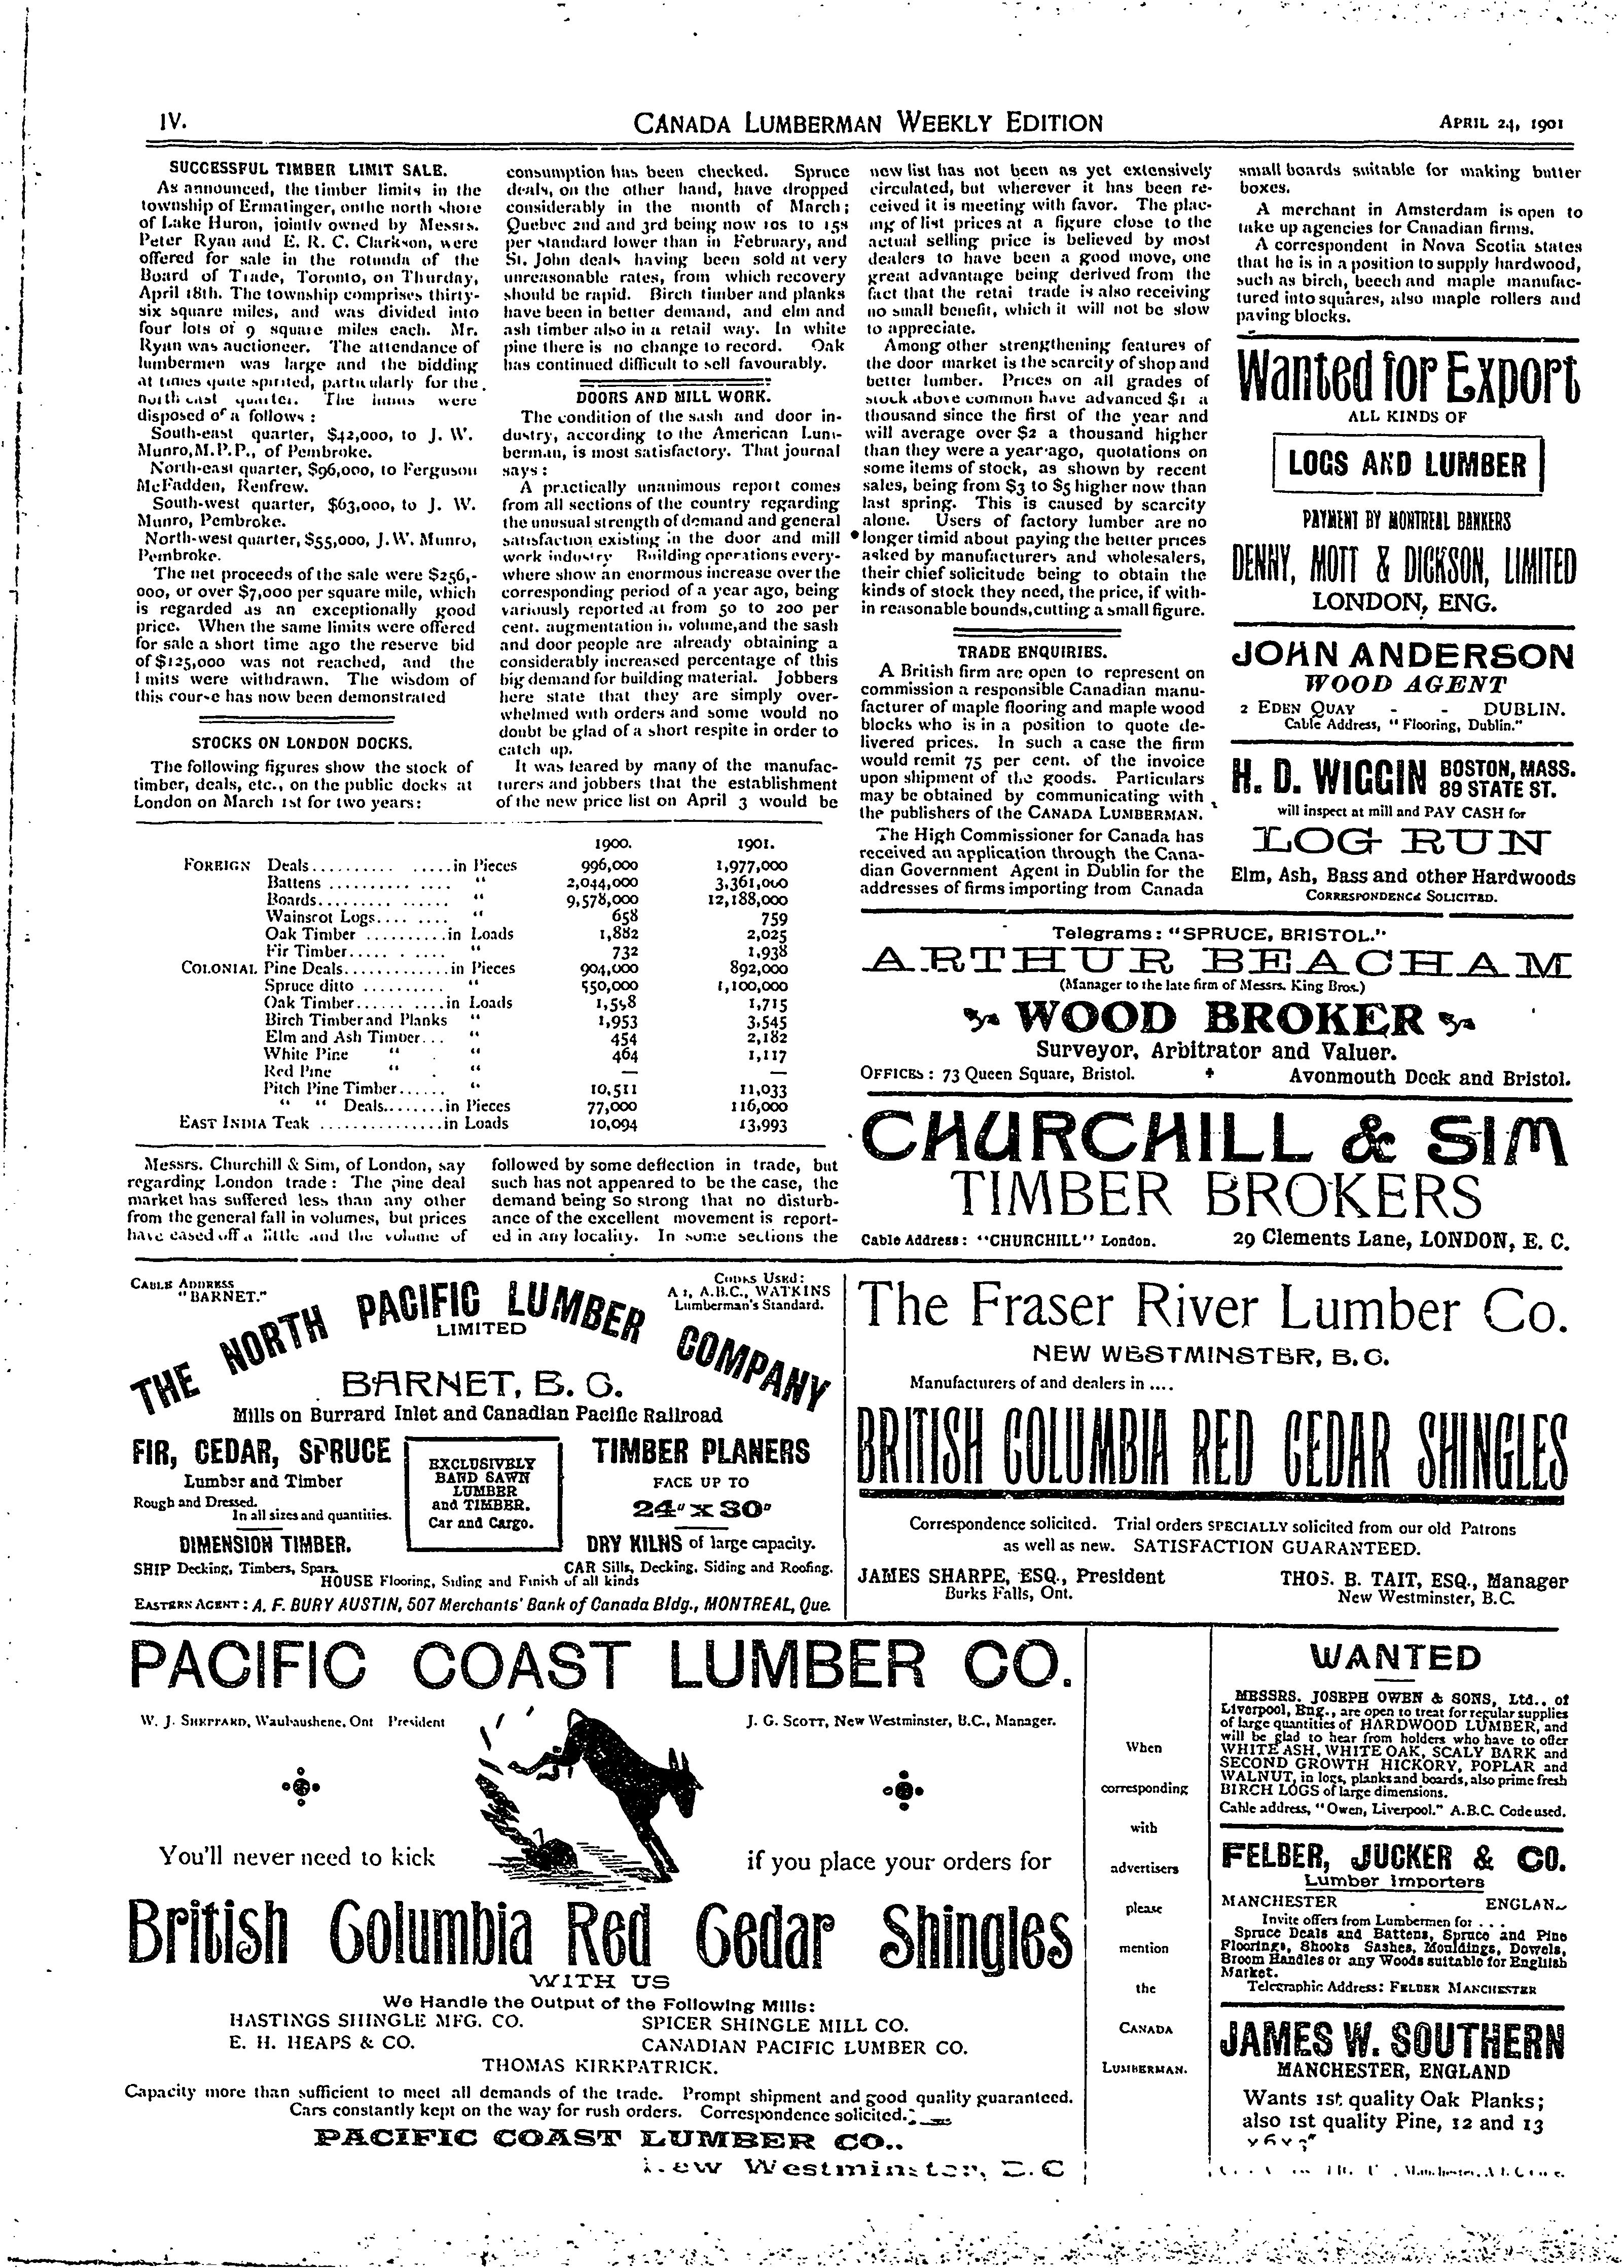 IV.
CANADA LUMBERMAN WEEKLY EDITION
APRIL 24, 1901
SUCCESSFUL TIMBER LIMIT SALE.
As announced, the timber limits in the
township of Ermatinger, onthe north shore
of Lake Huron, jointly owned by Messrs.
Peter Ryan and E. R. C. Clarkson, were
offered for sale in the rotunda of the
Board of Trade, Toronto, on Thurday,
April 18th. The township comprises thirty-
six square miles, and was divided into
four lots of 9 square miles each. Mr.
Ryan was auctioneer. The attendance of
lumbermen was large and the bidding
at times quite spirited, particularly for the
north east quarter. The limits were
disposed of a follows :
South-east quarter, $42,000, to J. W.
Munro, M.P.P., of Pembroke.
North-east quarter, $96,000, to Ferguson
McFadden, Renfrew.
South-west quarter, $63,000, to J. W.
Munro, Pembroke.
North-west quarter, $55,000, J. W. Munro,
Pembroke.
The net proceeds of the sale were $256,-
000, or over $7,000 per square mile, which
is regarded as an exceptionally good
price. When the same limits were offered
for sale a short time ago the reserve bid
of $125,000 was not reached, and the
l mits were withdrawn. The wisdom of
this cour-e has now been demonstrated
STOCKS ON LONDON DOCKS.
The following figures show the stock of
timber, deals, etc., on the public docks at
London on March 1st for two years:
consumption has been checked. Spruce
deals, on the other hand, have dropped
considerably in the month of March ;
Quebec 2nd and 3rd being now 10s to 15s
per standard lower than in February, and
St. John deals having been sold at very
unreasonable rates, from which recovery
should be rapid. Birch timber and planks
have been in better demand, and elm and
ash timber also in a retail way. In white
pine there is no change to record. Oak
has continued difficult to sell favourably.
DOORS AND MILL WORK.
The condition of the sash and door in-
dustry, according to the American Lum-
berman, is most satisfactory. That journal
says :
A practically unanimous report comes
from all sections of the country regarding
the unusual strength of demand and general
satisfaction existing in the door and mill
work industry Building operations every-
where show an enormous increase over the
corresponding period of a year ago, being
variously reported at from 50 to 200 per
cent. augmentation in volume, and the sash
and door people are already obtaining a
considerably increased percentage of this
big demand for building material. Jobbers
here state that they are simply over-
whelmed with orders and some would no
doubt be glad of a short respite in order to
catch up.
It was feared by many of the manufac-
turers and jobbers that the establishment
of the new price list on April 3 would be
1900. 1901.
FOREIGN Deals.......... .....in Pieces 996,000 1,977,000
Battens .......... .... " 2,044,000 3,361,000
Boards.......... ...... " 9,578,000 12,188,000
Wainscot Logs.... .... " 658 759
Oak Timber ..........in Loads 1,882 2,025
Fir Timber..... . .... " 732 1,938
COLONIAL Pine Deals.............in Pieces 904,000 892,000
Spruce ditto .......... " 550,000 1,100,000
Oak Timber...... ....in Loads 1,598 1,715
Birch Timber and Planks " 1,953 3,545
Elm and Ash Timber... " 454 2,182
White Pine " . " 464 1,117
Red Pine " . " — —
Pitch Pine Timber...... " 10,511 11,033
" " Deals........in Pieces 77,000 116,000
EAST INDIA Teak ...............in Loads 10,094 13,993
Messrs. Churchill & Sim, of London, say
regarding London trade : The pine deal
market has suffered less than any other
from the general fall in volumes, but prices
have eased off a little and the volume of
followed by some deflection in trade, but
such has not appeared to be the case, the
demand being so strong that no disturb-
ance of the excellent movement is report-
ed in any locality. In some sections the
new list has not been as yet extensively
circulated, but wherever it has been re-
ceived it is meeting with favor. The plac-
ing of list prices at a figure close to the
actual selling price is believed by most
dealers to have been a good move, one
great advantage being derived from the
fact that the retai trade is also receiving
no small benefit, which it will not be slow
to appreciate.
Among other strengthening features of
the door market is the scarcity of shop and
better lumber. Prices on all grades of
stock above common have advanced $1 a
thousand since the first of the year and
will average over $2 a thousand higher
than they were a year ago, quotations on
some items of stock, as shown by recent
sales, being from $3 to $5 higher now than
last spring. This is caused by scarcity
alone. Users of factory lumber are no
longer timid about paying the better prices
asked by manufacturers and wholesalers,
their chief solicitude being to obtain the
kinds of stock they need, the price, if with-
in reasonable bounds, cutting a small figure.
TRADE ENQUIRIES.
A British firm are open to represent on
commission a responsible Canadian manu-
facturer of maple flooring and maple wood
blocks who is in a position to quote de-
livered prices. In such a case the firm
would remit 75 per cent. of the invoice
upon shipment of the goods. Particulars
may be obtained by communicating with
the publishers of the CANADA LUMBERMAN.
The High Commissioner for Canada has
received an application through the Cana-
dian Government Agent in Dublin for the
addresses of firms importing from Canada
small boards suitable for making butter
boxes.
A merchant in Amsterdam is open to
take up agencies for Canadian firms.
A correspondent in Nova Scotia states
that he is in a position to supply hardwood,
such as birch, beech and maple manufac-
tured into squares, also maple rollers and
paving blocks.
Wanted for Export
ALL KINDS OF
LOGS AND LUMBER
PAYMENT BY MONTREAL BANKERS
DENNY, MOTT & DICKSON, LIMITED
LONDON, ENG.
JOHN ANDERSON
WOOD AGENT
2 EDEN QUAY - - DUBLIN.
Cable Address, " Flooring, Dublin."
H. D. WIGGIN BOSTON, MASS.
89 STATE ST.
will inspect at mill and PAY CASH for
LOG RUN
Elm, Ash, Bass and other Hardwoods
CORRESPONDENCE SOLICITED.
Telegrams: "SPRUCE, BRISTOL."
ARTHUR BEACHAM
(Manager to the late firm of Messrs. King Bros.)
WOOD BROKER
Surveyor, Arbitrator and Valuer.
OFFICES : 73 Queen Square, Bristol. Avonmouth Dock and Bristol.
CHURCHILL & SIM
TIMBER BROKERS
Cable Address: "CHURCHILL" London. 29 Clements Lane, LONDON, E. C.
CABLE ADDRESS
"BARNET."
CODES USED:
A 1, A.B.C., WATKINS
Lumberman's Standard.
THE NORTH PACIFIC LUMBER COMPANY
LIMITED
BARNET, B. C.
Mills on Burrard Inlet and Canadian Pacific Railroad
FIR, CEDAR, SPRUCE
Lumber and Timber
Rough and Dressed.
In all sizes and quantities.
DIMENSION TIMBER.
EXCLUSIVELY
BAND SAWN
LUMBER
and TIMBER.
Car and Cargo.
TIMBER PLANERS
FACE UP TO
24" X 30"
DRY KILNS of large capacity.
SHIP Decking, Timbers, Spars. CAR Sills, Decking, Siding and Roofing.
HOUSE Flooring, Siding and Finish of all kinds
EASTERN AGENT : A. F. BURY AUSTIN, 507 Merchants' Bank of Canada Bldg., MONTREAL, Que.
The Fraser River Lumber Co.
NEW WESTMINSTER, B. C.
Manufacturers of and dealers in ....
BRITISH COLUMBIA RED CEDAR SHINGLES
Correspondence solicited. Trial orders SPECIALLY solicited from our old Patrons
as well as new. SATISFACTION GUARANTEED.
JAMES SHARPE, ESQ., President
Burks Falls, Ont.
THOS. B. TAIT, ESQ., Manager
New Westminster, B.C.
PACIFIC COAST LUMBER CO.
W. J. SHEPPARD, Waubaushene, Ont President
J. G. SCOTT, New Westminster, B.C., Manager.
You'll never need to kick
if you place your orders for
British Columbia Red Cedar Shingles
WITH US
We Handle the Output of the Following Mills:
HASTINGS SHINGLE MFG. CO. SPICER SHINGLE MILL CO.
E. H. HEAPS & CO. CANADIAN PACIFIC LUMBER CO.
THOMAS KIRKPATRICK.
Capacity more than sufficient to meet all demands of the trade. Prompt shipment and good quality guaranteed.
Cars constantly kept on the way for rush orders. Correspondence solicited.
PACIFIC COAST LUMBER CO..
New Westminster, B.C
When
corresponding
with
advertisers
please
mention
the
CANADA
LUMBERMAN.
WANTED
MESSRS. JOSEPH OWEN & SONS, Ltd., of
Liverpool, Eng., are open to treat for regular supplies
of large quantities of HARDWOOD LUMBER, and
will be glad to hear from holders who have to offer
WHITE ASH, WHITE OAK, SCALY BARK and
SECOND GROWTH HICKORY, POPLAR and
WALNUT, in logs, planks and boards, also prime fresh
BIRCH LOGS of large dimensions.
Cable address, "Owen, Liverpool." A.B.C. Code used.
FELBER, JUCKER & CO.
Lumber Importers
MANCHESTER - ENGLAN
Invite offers from Lumbermen for . . .
Spruce Deals and Battens, Spruce and Pine
Floorings, Shooks Sashes, Mouldings, Dowels,
Broom Handles or any Woods suitable for English
Market.
Telegraphic Address: FELBER MANCHESTER
JAMES W. SOUTHERN
MANCHESTER, ENGLAND
Wants 1st quality Oak Planks;
also 1st quality Pine, 12 and 13
x 6 x 3"